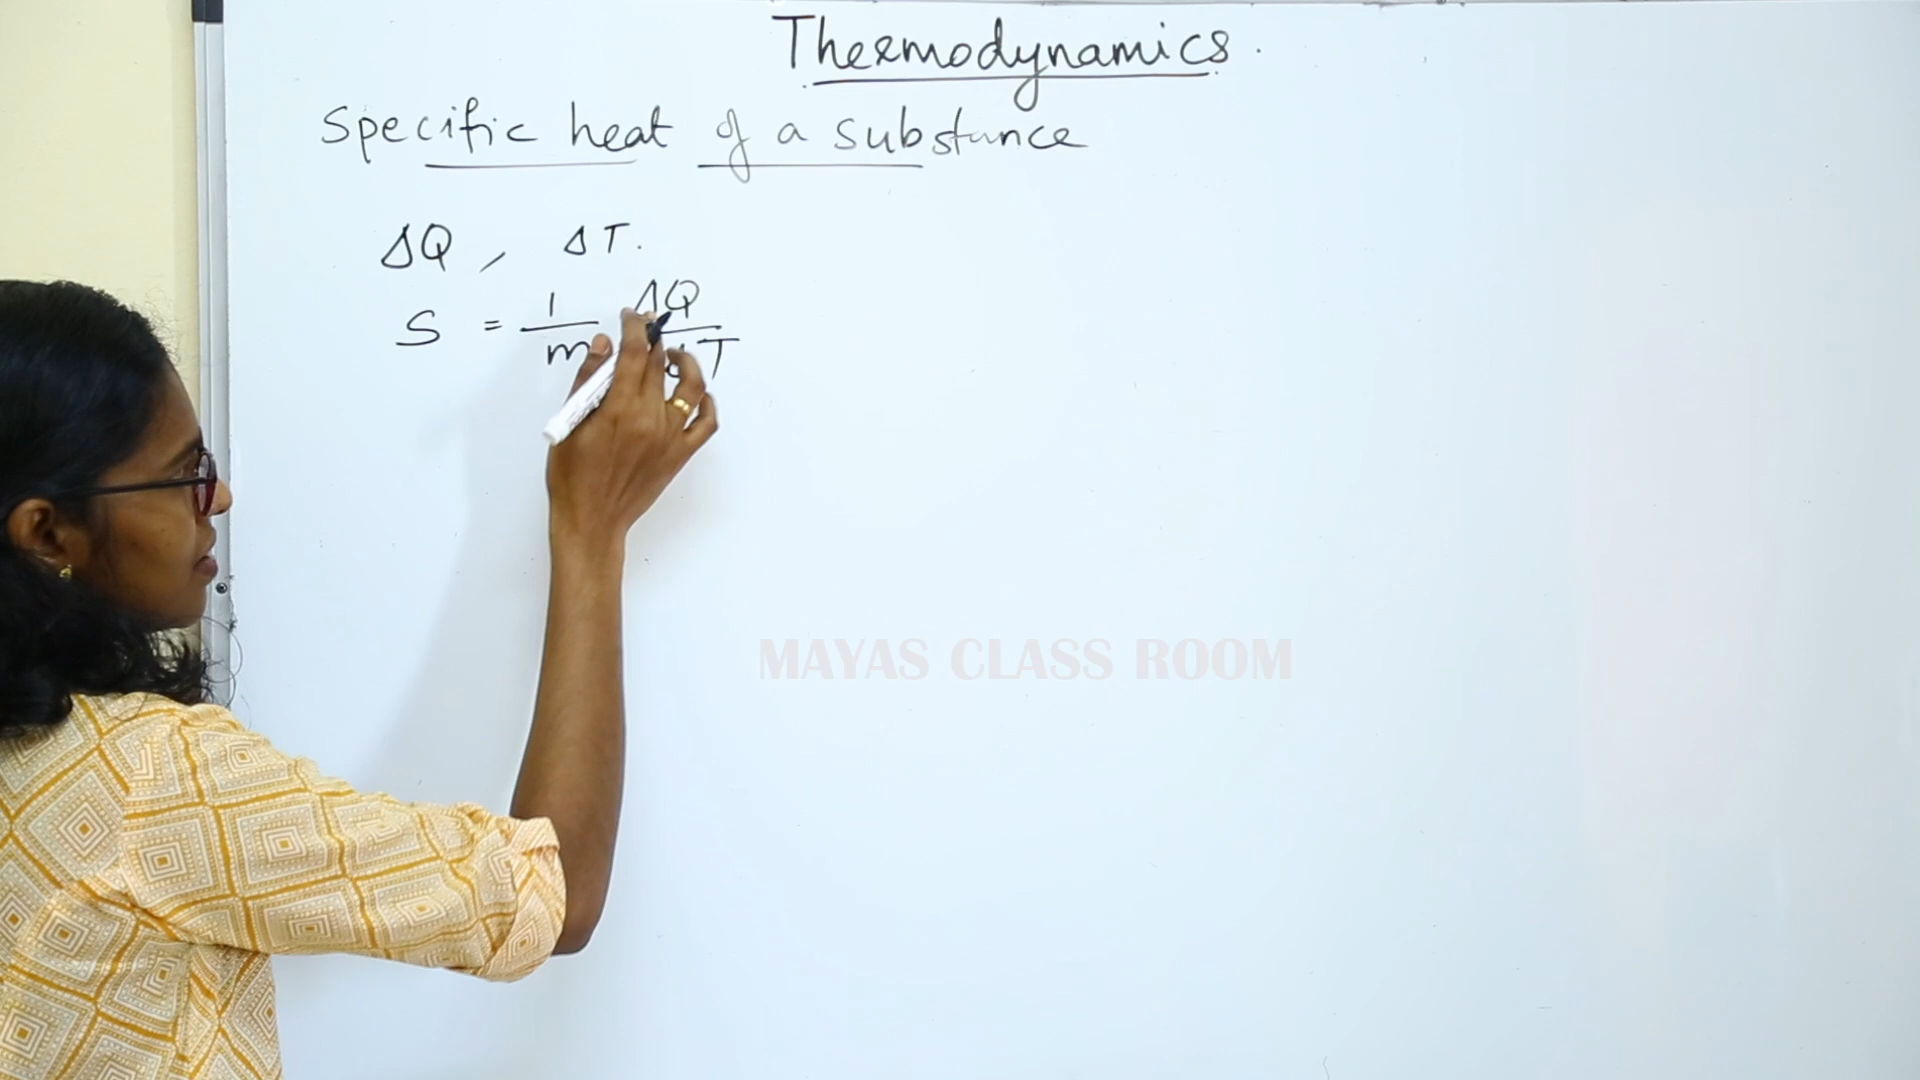 Thermodynamics.
Specific heat of a substance
ΔQ, ΔT.
S = 1/m ΔQ/ΔT
MAYAS CLASS ROOM